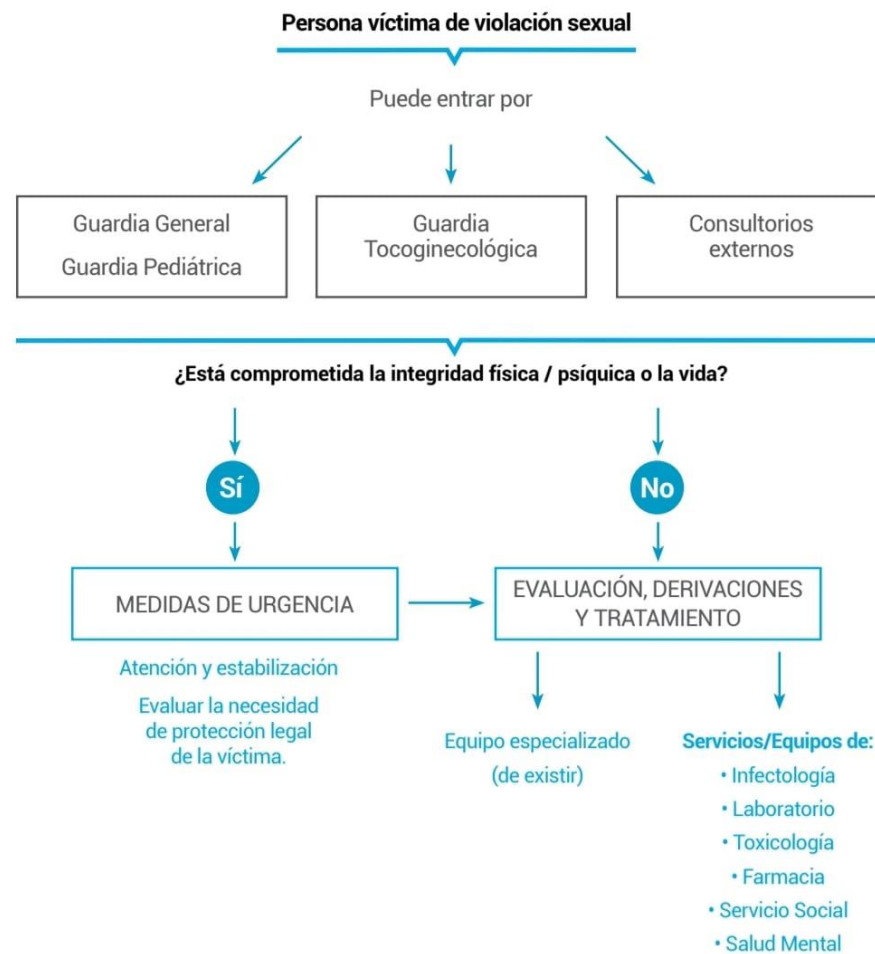 Persona víctima de violación sexual
Puede entrar por
Guardia General
Guardia Pediátrica
Guardia
Tocoginecológica
Consultorios
externos
¿Está comprometida la integridad física / psíquica o la vida?
Sí
No
MEDIDAS DE URGENCIA
EVALUACIÓN, DERIVACIONES
Y TRATAMIENTO
Atención y estabilización
Evaluar la necesidad
de protección legal
de la víctima.
Equipo especializado
(de existir)
Servicios/Equipos de:
• Infectología
• Laboratorio
• Toxicología
• Farmacia
• Servicio Social
• Salud Mental